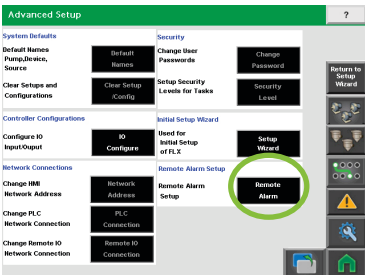 Advanced Setup
?
System Defaults
Default Names
Pump,Device,
Source
Default
Names
Clear Setups and
Configurations
Clear Setup
/Config
Controller Configurations
Configure IO
Input/Ouput
IO
Configure
Network Connections
Change HMI
Network Address
Network
Address
Change PLC
Network Connection
PLC
Connection
Change Remote IO
Network Connection
Remote IO
Connection
Security
Change User
Passwords
Change
Password
Setup Security
Levels for Tasks
Security
Level
Initial Setup Wizard
Used for
Initial Setup
of FLX
Setup
Wizard
Remote Alarm Setup
Remote Alarm
Setup
Remote
Alarm
Return to
Setup
Wizard